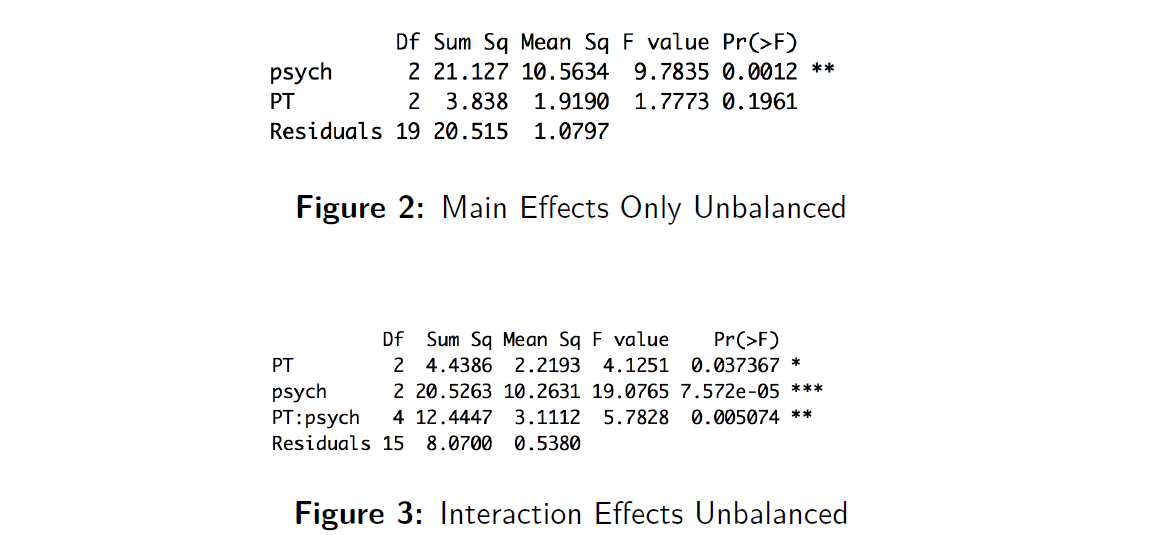 Df Sum Sq Mean Sq F value Pr(>F)
psych 2 21.127 10.5634 9.7835 0.0012 **
PT 2 3.838 1.9190 1.7773 0.1961
Residuals 19 20.515 1.0797
Figure 2: Main Effects Only Unbalanced
Df Sum Sq Mean Sq F value Pr(>F)
PT 2 4.4386 2.2193 4.1251 0.037367 *
psych 2 20.5263 10.2631 19.0765 7.572e-05 ***
PT:psych 4 12.4447 3.1112 5.7828 0.005074 **
Residuals 15 8.0700 0.5380
Figure 3: Interaction Effects Unbalanced